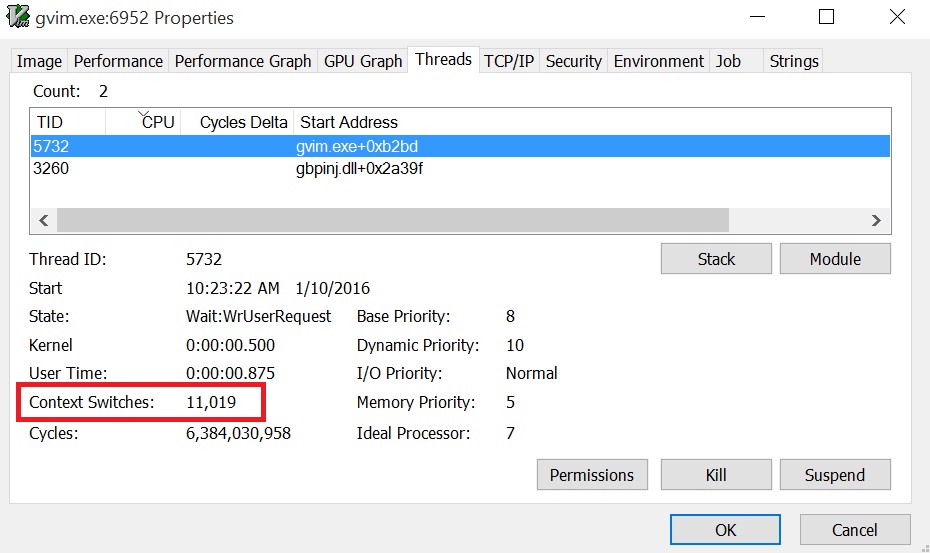 gvim.exe:6952 Properties
Image Performance Performance Graph GPU Graph Threads TCP/IP Security Environment Job Strings
Count: 2
TID CPU Cycles Delta Start Address
5732 gvim.exe+0xb2bd
3260 gbpinj.dll+0x2a39f
Thread ID: 5732 Stack Module
Start 10:23:22 AM 1/10/2016
State: Wait:WrUserRequest Base Priority: 8
Kernel 0:00:00.500 Dynamic Priority: 10
User Time: 0:00:00.875 I/O Priority: Normal
Context Switches: 11,019 Memory Priority: 5
Cycles: 6,384,030,958 Ideal Processor: 7
Permissions Kill Suspend
OK Cancel